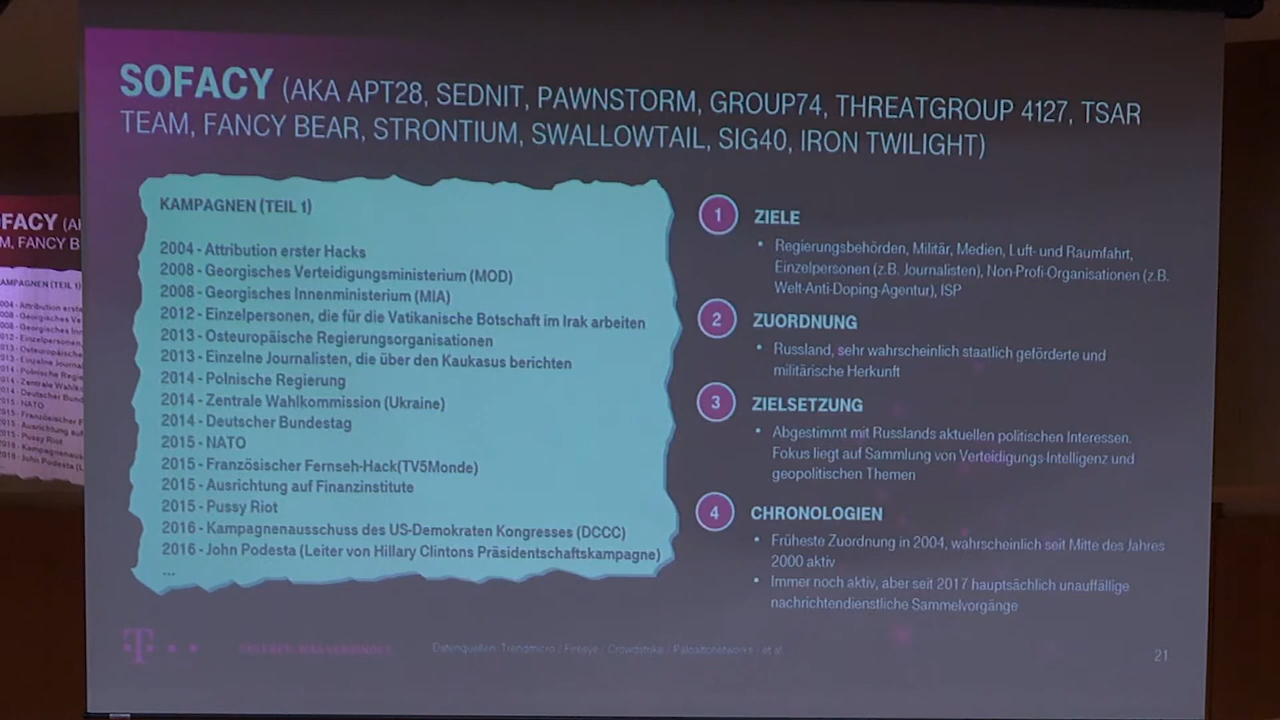 SOFACY (AKA APT28, SEDNIT, PAWNSTORM, GROUP74, THREATGROUP 4127, TSAR
TEAM, FANCY BEAR, STRONTIUM, SWALLOWTAIL, SIG40, IRON TWILIGHT)
KAMPAGNEN (TEIL 1)
2004 - Attribution erster Hacks
2008 - Georgisches Verteidigungsministerium (MOD)
2008 - Georgisches Innenministerium (MIA)
2012 - Einzelpersonen, die für die Vatikanische Botschaft im Irak arbeiten
2013 - Osteuropäische Regierungsorganisationen
2013 - Einzelne Journalisten, die über den Kaukasus berichten
2014 - Polnische Regierung
2014 - Zentrale Wahlkommission (Ukraine)
2014 - Deutscher Bundestag
2015 - NATO
2015 - Französischer Fernseh-Hack(TV5Monde)
2015 - Ausrichtung auf Finanzinstitute
2015 - Pussy Riot
2016 - Kampagnenausschuss des US-Demokraten Kongresses (DCCC)
2016 - John Podesta (Leiter von Hillary Clintons Präsidentschaftskampagne)
...
1 ZIELE
• Regierungsbehörden, Militär, Medien, Luft- und Raumfahrt,
Einzelpersonen (z.B. Journalisten), Non-Profi-Organisationen (z.B.
Welt-Anti-Doping-Agentur), ISP
2 ZUORDNUNG
• Russland, sehr wahrscheinlich staatlich geförderte und
militärische Herkunft
3 ZIELSETZUNG
• Abgestimmt mit Russlands aktuellen politischen Interessen.
Fokus liegt auf Sammlung von Verteidigungs-Intelligenz und
geopolitischen Themen
4 CHRONOLOGIEN
• Früheste Zuordnung in 2004, wahrscheinlich seit Mitte des Jahres
2000 aktiv
• Immer noch aktiv, aber seit 2017 hauptsächlich unauffällige
nachrichtendienstliche Sammelvorgänge
T
ERLEBEN, WAS VERBINDET.
Datenquellen: Trendmicro / Fireeye / Crowdstrike / Paloaltonetworks / et al.
21